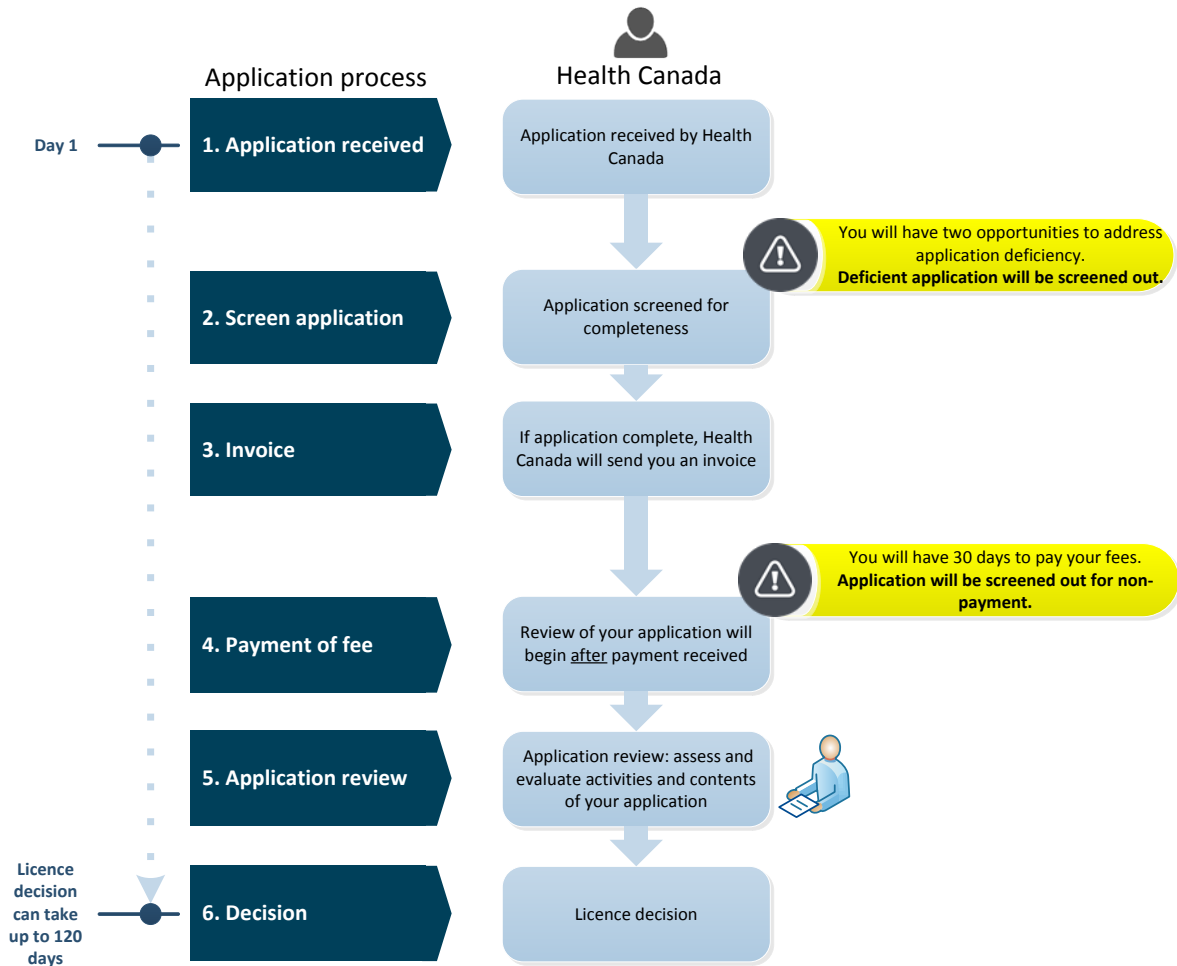 Application process
Health Canada
Day 1
1. Application received
Application received by Health
Canada
You will have two opportunities to address
application deficiency.
Deficient application will be screened out.
2. Screen application
Application screened for
completeness
3. Invoice
If application complete, Health
Canada will send you an invoice
You will have 30 days to pay your fees.
Application will be screened out for non-
payment.
4. Payment of fee
Review of your application will
begin after payment received
5. Application review
Application review: assess and
evaluate activities and contents
of your application
Licence
decision
can take
up to 120
days
6. Decision
Licence decision